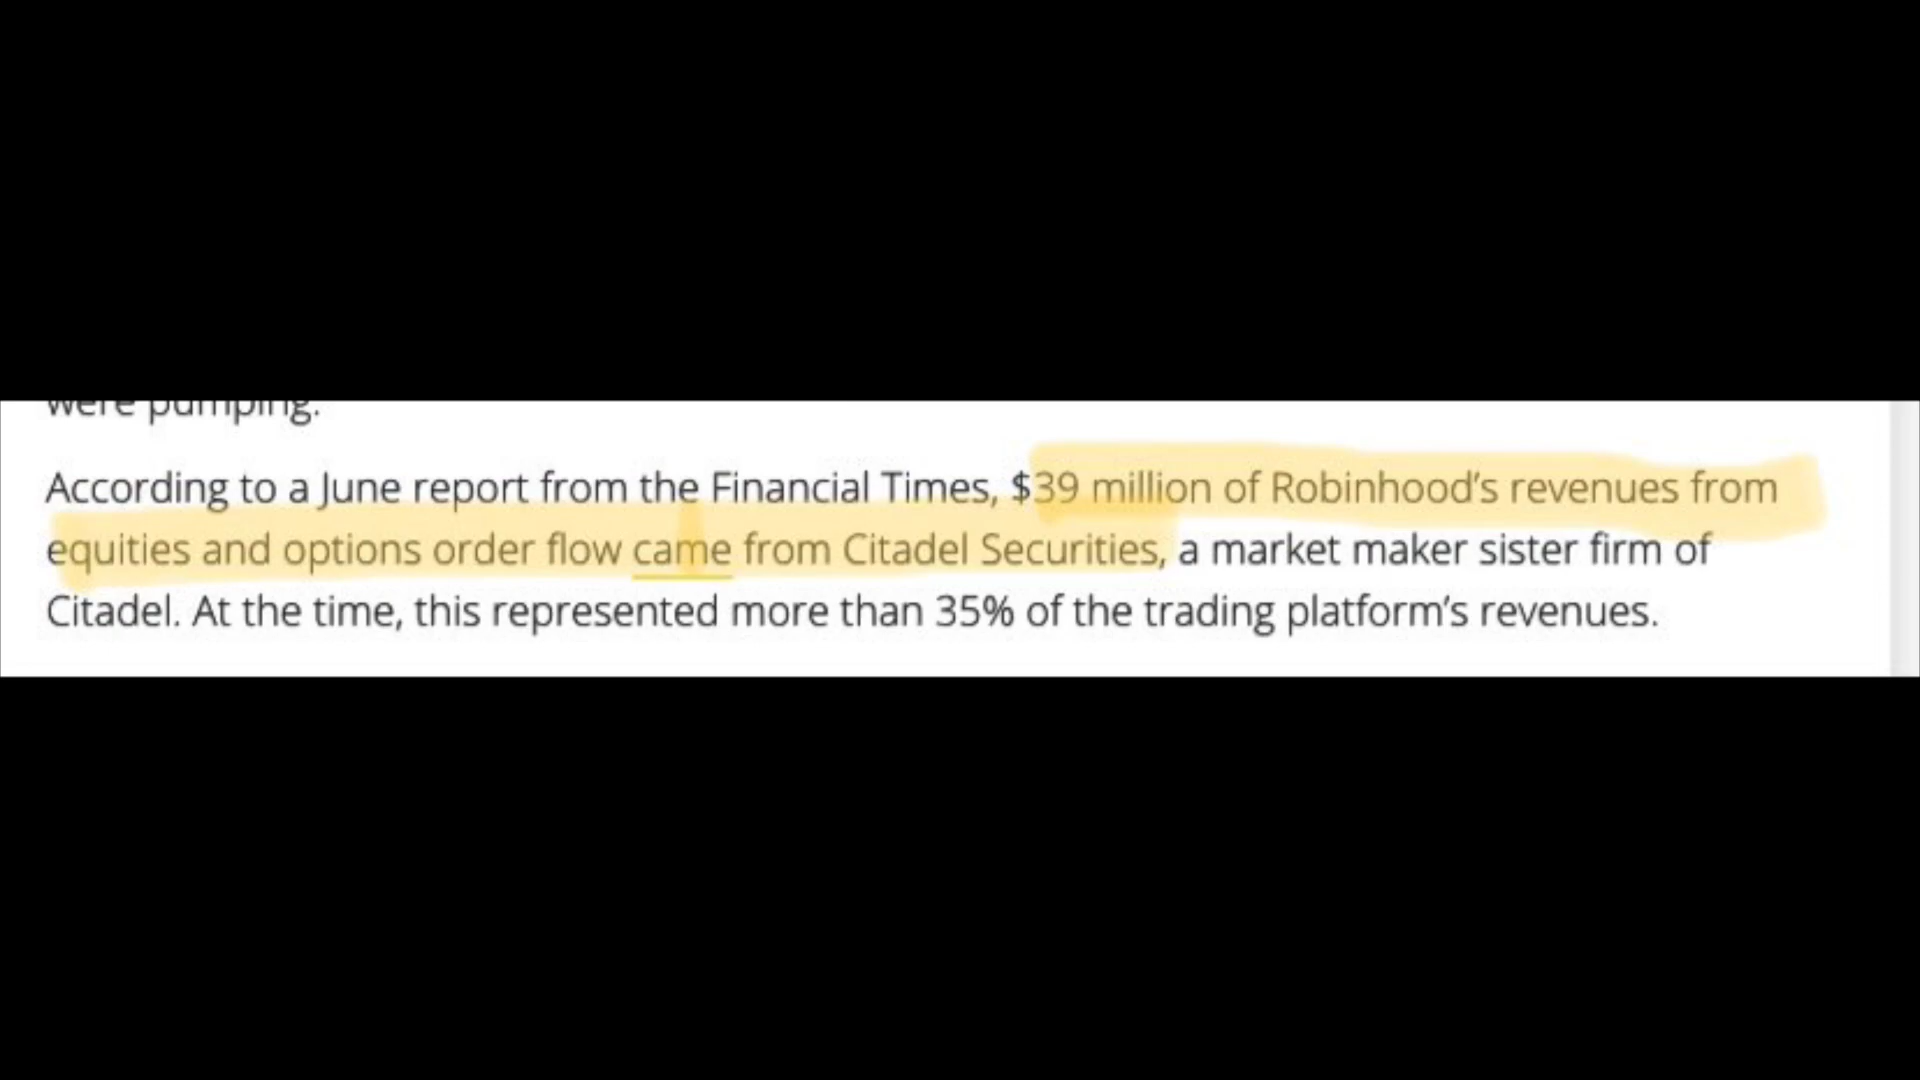 were pumping.
According to a June report from the Financial Times, $39 million of Robinhood’s revenues from
equities and options order flow came from Citadel Securities, a market maker sister firm of
Citadel. At the time, this represented more than 35% of the trading platform’s revenues.